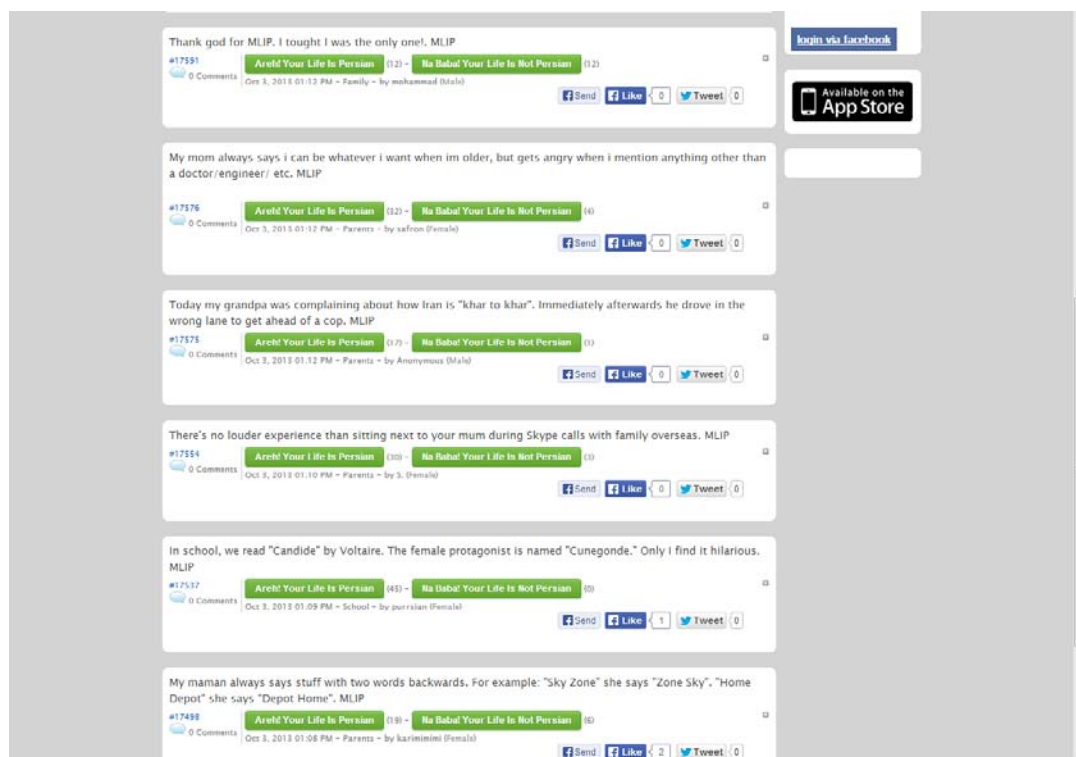 Thank god for MLIP. I tought I was the only one!. MLIP
#17591
Areh! Your Life Is Persian (12) - Na Baba! Your Life Is Not Persian (12)
0 Comments
Oct 3, 2013 01:12 PM - Family - by mohammad (Male)
Send Like 0 Tweet 0
login via facebook
Available on the
App Store
My mom always says i can be whatever i want when im older, but gets angry when i mention anything other than
a doctor/engineer/ etc. MLIP
#17576
Areh! Your Life Is Persian (32) - Na Baba! Your Life Is Not Persian (4)
0 Comments
Oct 3, 2013 01:12 PM - Parents - by safron (Female)
Send Like 0 Tweet 0
Today my grandpa was complaining about how Iran is "khar to khar". Immediately afterwards he drove in the
wrong lane to get ahead of a cop. MLIP
#17575
Areh! Your Life Is Persian (17) - Na Baba! Your Life Is Not Persian (1)
0 Comments
Oct 3, 2013 01:12 PM - Parents - by Anonymous (Male)
Send Like 0 Tweet 0
There's no louder experience than sitting next to your mum during Skype calls with family overseas. MLIP
#17554
Areh! Your Life Is Persian (30) - Na Baba! Your Life Is Not Persian (3)
0 Comments
Oct 3, 2013 01:10 PM - Parents - by S. (Female)
Send Like 0 Tweet 0
In school, we read "Candide" by Voltaire. The female protagonist is named "Cunegonde." Only I find it hilarious.
MLIP
#17537
Areh! Your Life Is Persian (45) - Na Baba! Your Life Is Not Persian (0)
0 Comments
Oct 3, 2013 01:09 PM - School - by purrsian (Female)
Send Like 1 Tweet 0
My maman always says stuff with two words backwards. For example: "Sky Zone" she says "Zone Sky". "Home
Depot" she says "Depot Home". MLIP
#17498
Areh! Your Life Is Persian (19) - Na Baba! Your Life Is Not Persian (6)
0 Comments
Oct 3, 2013 01:08 PM - Parents - by karimimimi (Female)
Send Like 2 Tweet 0